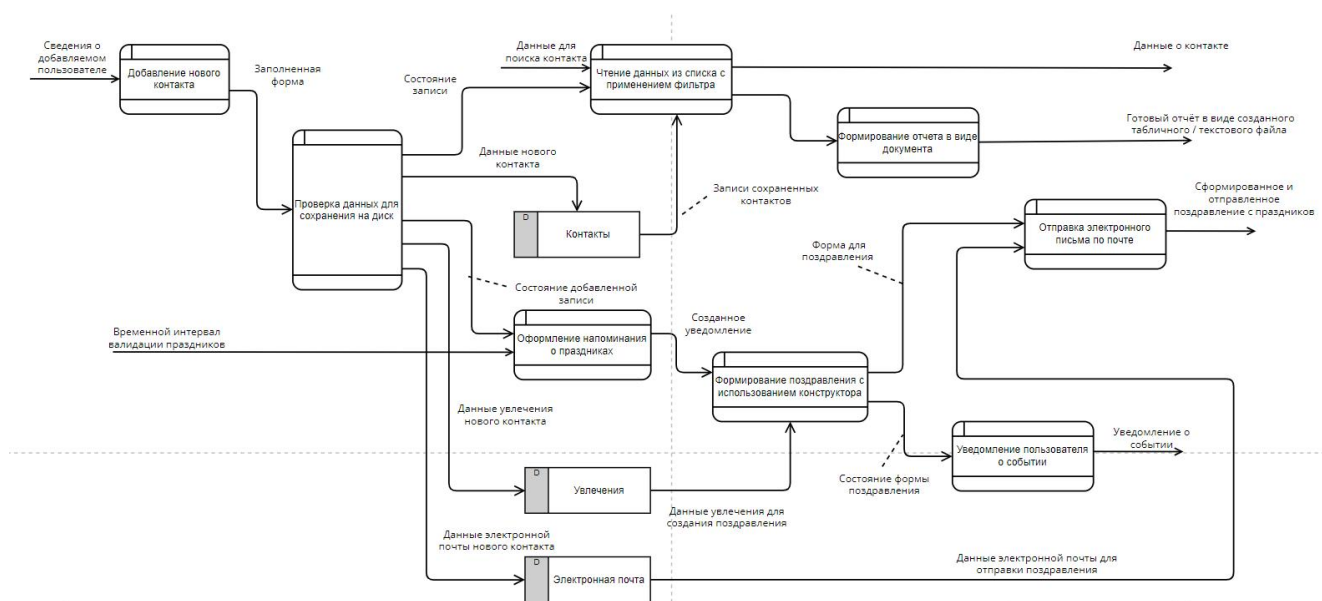 Сведения о
добавляемом
пользователе
Добавление нового
контакта
Заполненная
форма
Состояние
записи
Данные для
поиска контакта
Чтение данных из списка с
применением фильтра
Данные о контакте
Формирование отчета в виде
документа
Готовый отчёт в виде созданного
табличного / текстового файла
Проверка данных для
сохранения на диск
Данные нового
контакта
D
Контакты
Записи сохраненных
контактов
Сформированное и
отправленное
поздравление с праздников
Отправка электронного
письма по почте
Форма для
поздравления
Состояние добавленной
записи
Временной интервал
валидации праздников
Оформление напоминания
о праздниках
Созданное
уведомление
Формирование поздравления с
использованием конструктора
Данные увлечения
нового контакта
Уведомление пользователя
о событии
Уведомление о
событии
D
Увлечения
Состояние формы
поздравления
Данные увлечения для
создания поздравления
Данные электронной
почты нового контакта
D
Электронная почта
Данные электронной почты для
отправки поздравления